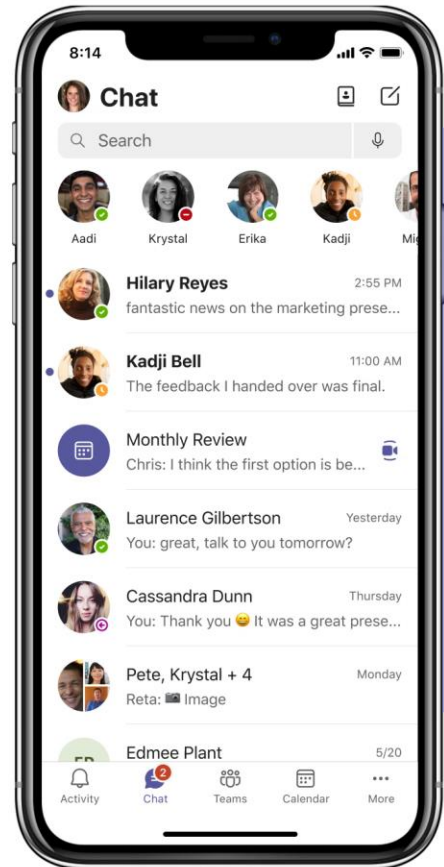 8:14
Chat
Search
Aadi Krystal Erika Kadji Mig
Hilary Reyes 2:55 PM
fantastic news on the marketing prese...
Kadji Bell 11:00 AM
The feedback I handed over was final.
Monthly Review
Chris: I think the first option is be...
Laurence Gilbertson Yesterday
You: great, talk to you tomorrow?
Cassandra Dunn Thursday
You: Thank you 😄 It was a great prese...
Pete, Krystal + 4 Monday
Reta: 📷 Image
Edmee Plant 5/20
2
Activity Chat Teams Calendar More